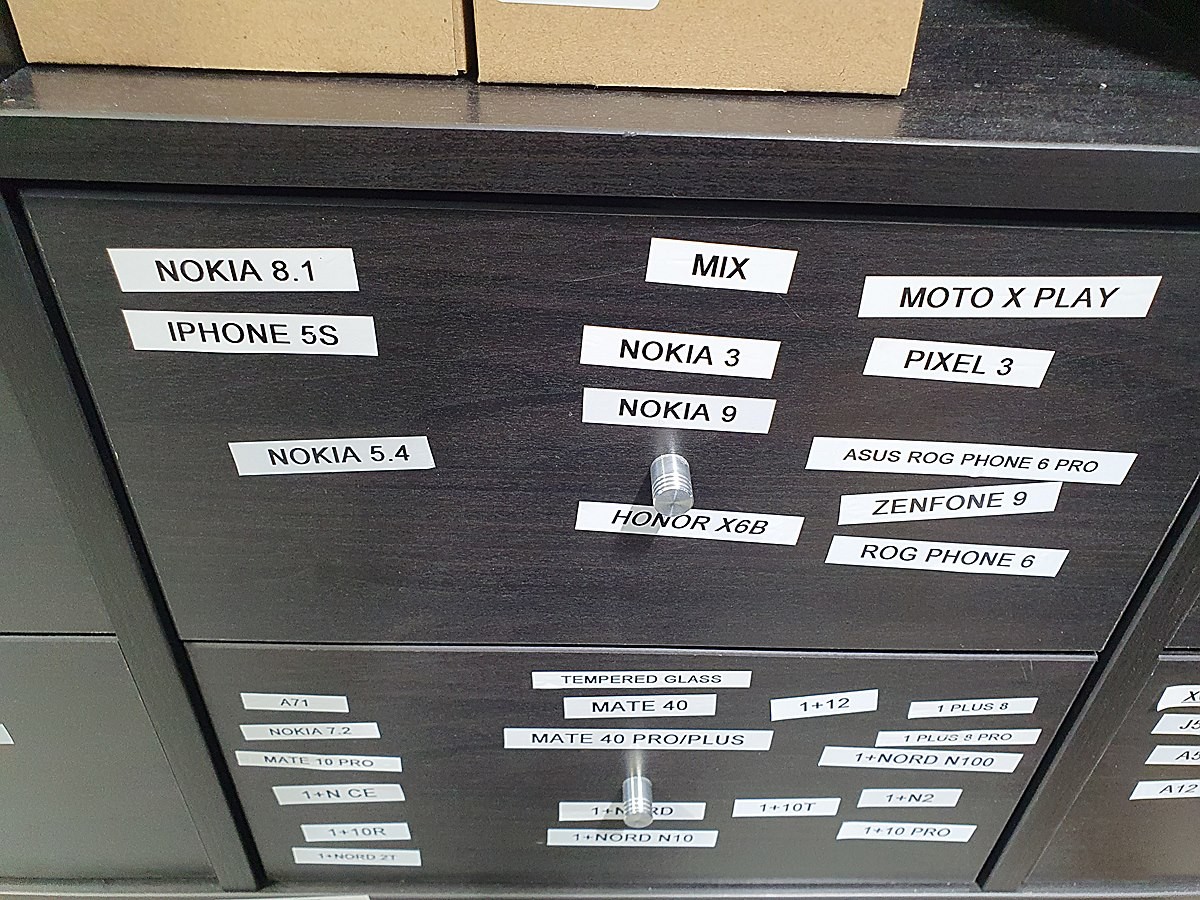 NOKIA 8.1
IPHONE 5S
NOKIA 5.4
MIX
NOKIA 3
NOKIA 9
HONOR X6B
MOTO X PLAY
PIXEL 3
ASUS ROG PHONE 6 PRO
ZENFONE 9
ROG PHONE 6
A71
NOKIA 7.2
MATE 10 PRO
1+N CE
1+10R
1+NORD 2T
TEMPERED GLASS
MATE 40
MATE 40 PRO/PLUS
1+NORD N10
1+12
1 PLUS 8
1 PLUS 8 PRO
1+NORD N100
1+10T
1+N2
1+10 PRO
A12